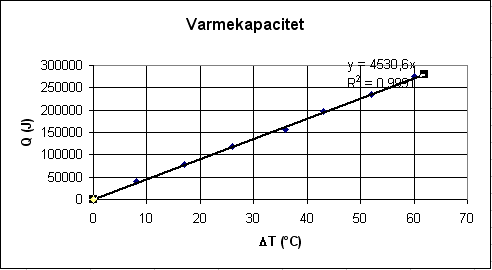 Varmekapacitet
y = 4530,6x
R² = 0,9991
300000
250000
200000
150000
100000
50000
0
Q (J)
0 10 20 30 40 50 60 70
ΔT (°C)